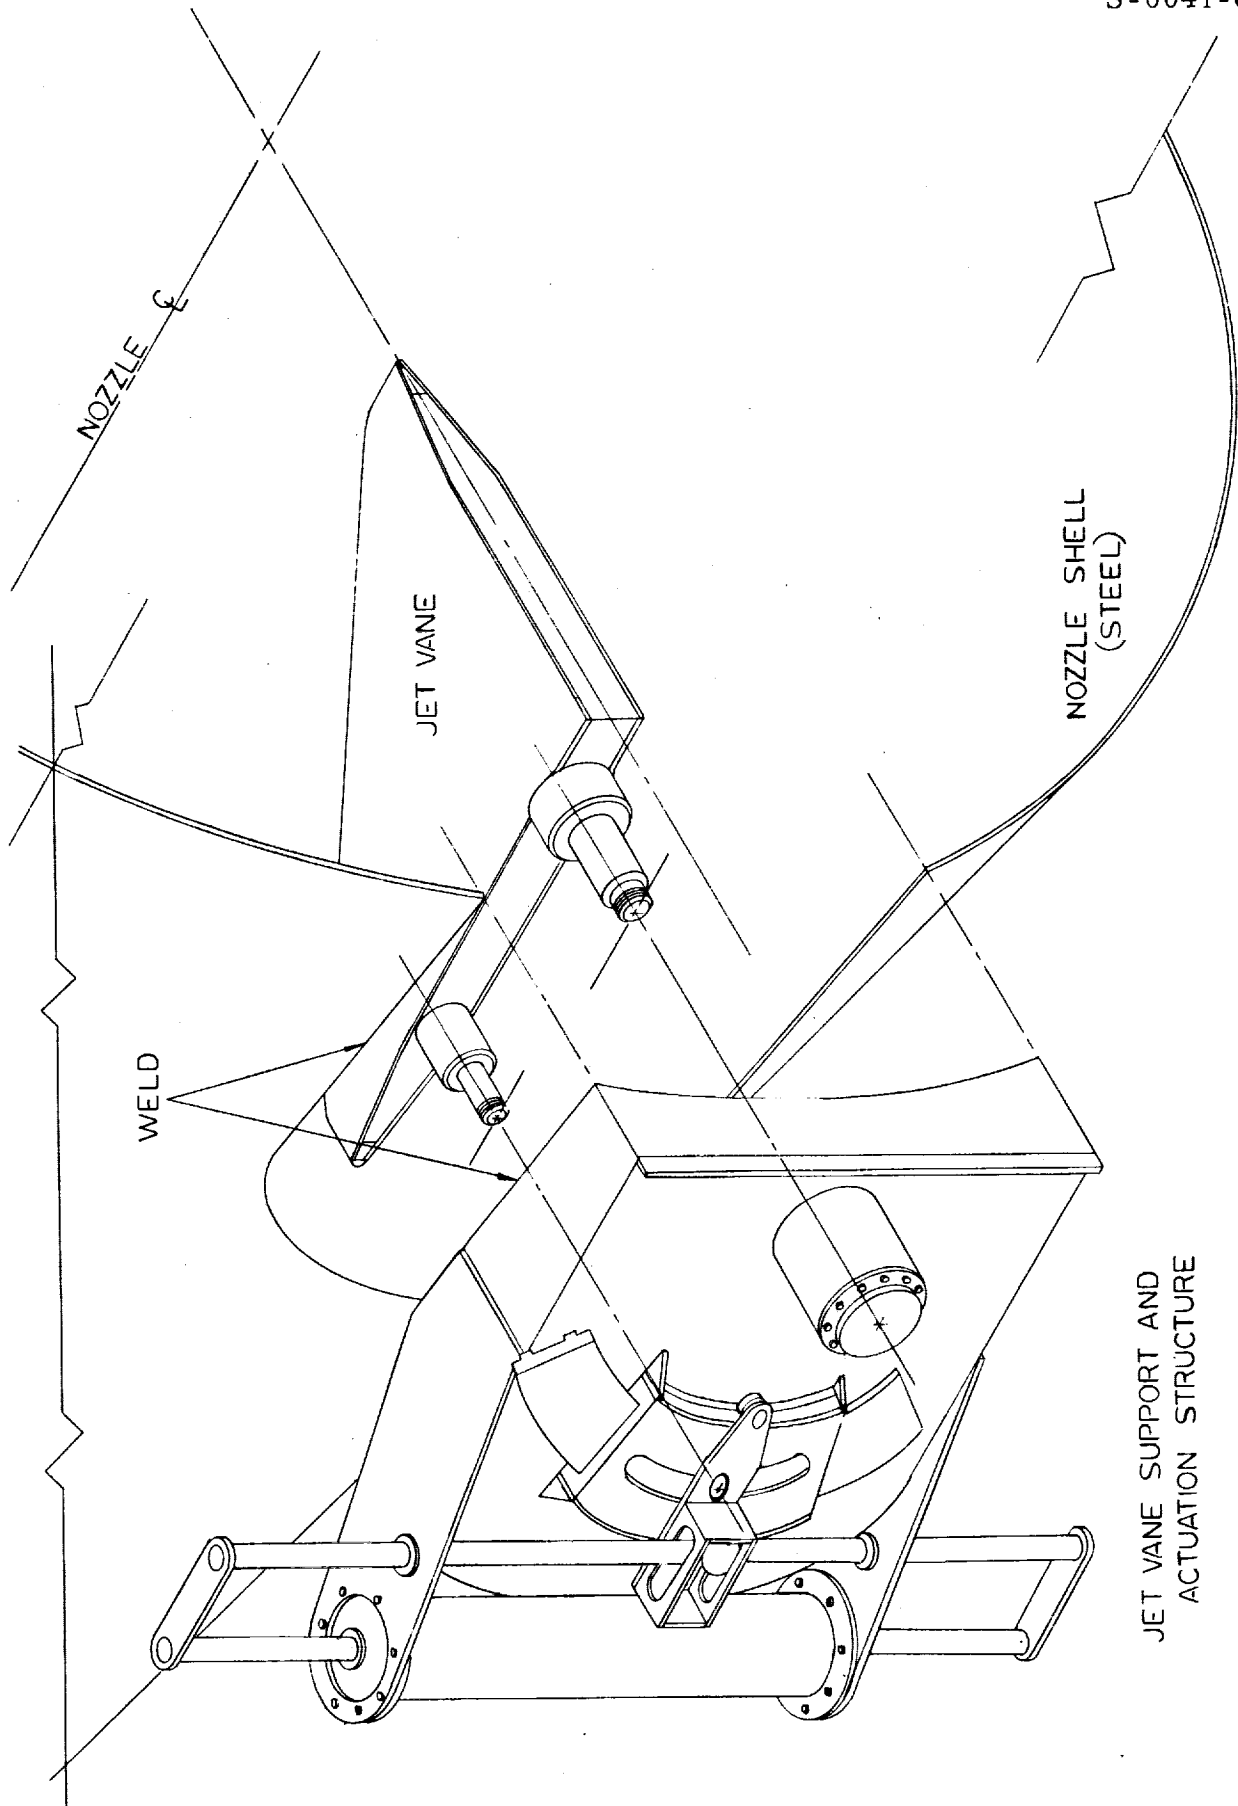 NOZZLE ℄
JET VANE
WELD
NOZZLE SHELL
(STEEL)
JET VANE SUPPORT AND
ACTUATION STRUCTURE